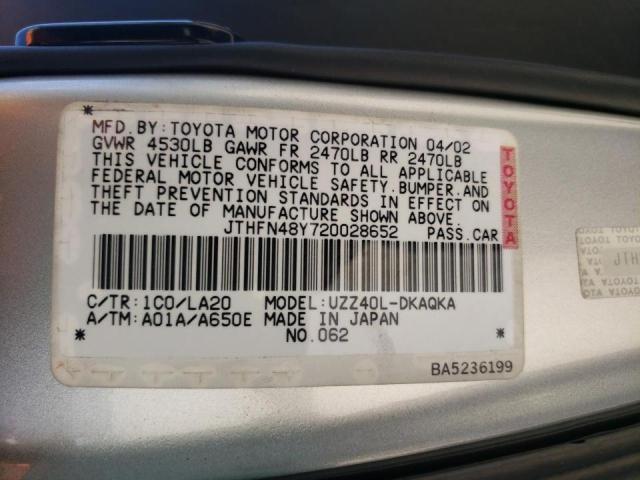 *
MFD.BY:TOYOTA MOTOR CORPORATION 04/02
GVWR 4530LB GAWR FR 2470LB RR 2470LB
THIS VEHICLE CONFORMS TO ALL APPLICABLE
FEDERAL MOTOR VEHICLE SAFETY,BUMPER,AND
THEFT PREVENTION STANDARDS IN EFFECT ON
THE DATE OF MANUFACTURE SHOWN ABOVE.
JTHFN48Y720028652 PASS.CAR
TOYOTA
C/TR:1C0/LA20 MODEL:UZZ40L-DKAQKA
A/TM:A01A/A650E MADE IN JAPAN
* NO.062 *
BA5236199